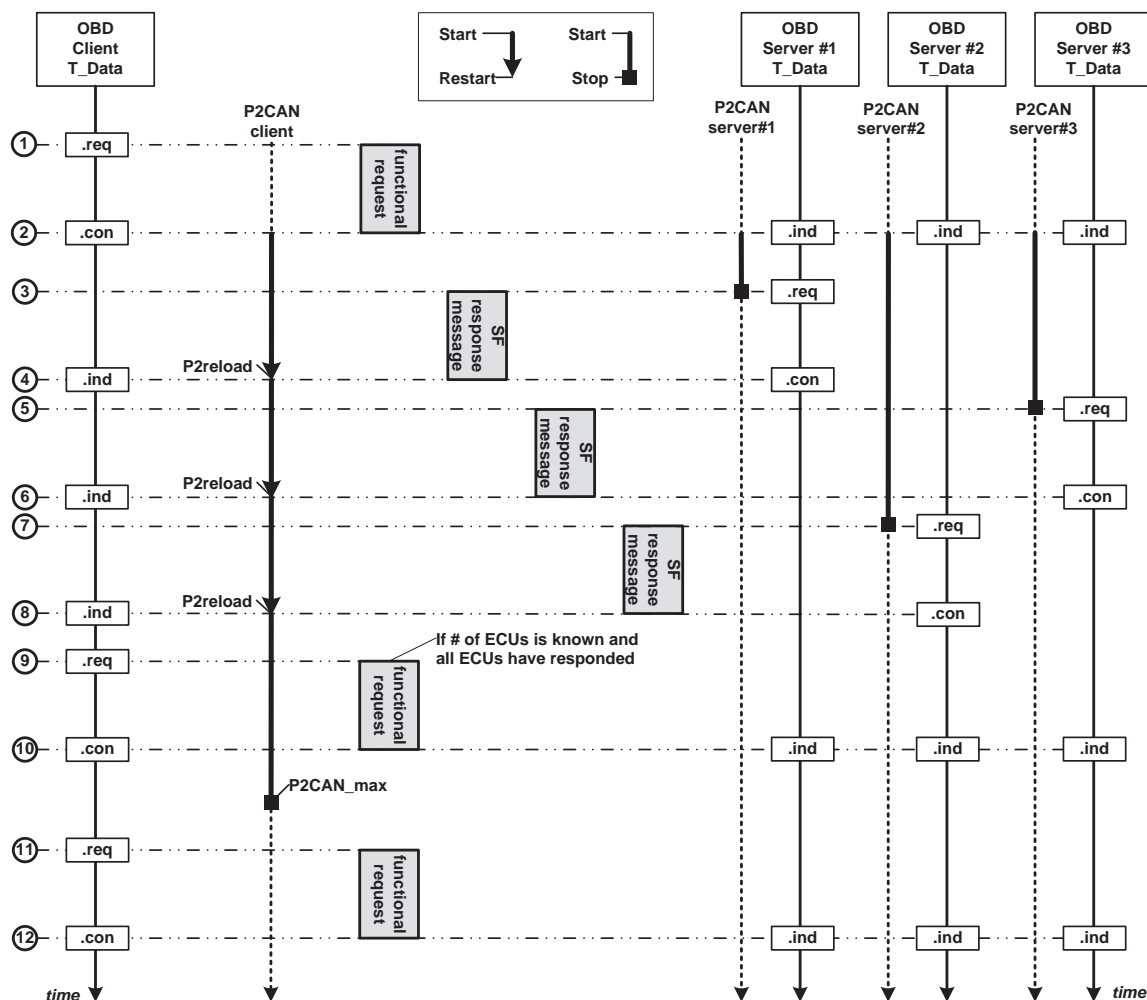 OBD
Client
T_Data
Start
Restart
Start
Stop
OBD
Server #1
T_Data
OBD
Server #2
T_Data
OBD
Server #3
T_Data
P2CAN
client
P2CAN
server#1
P2CAN
server#2
P2CAN
server#3
1
.req
functional
request
2
.con
.ind
.ind
.ind
3
.req
SF
response
message
P2reload
4
.ind
.con
5
.req
SF
response
message
P2reload
6
.ind
.con
7
.req
SF
response
message
P2reload
8
.ind
.con
If # of ECUs is known and
all ECUs have responded
9
.req
functional
request
10
.con
.ind
.ind
.ind
P2CAN_max
11
.req
functional
request
12
.con
.ind
.ind
.ind
time
time